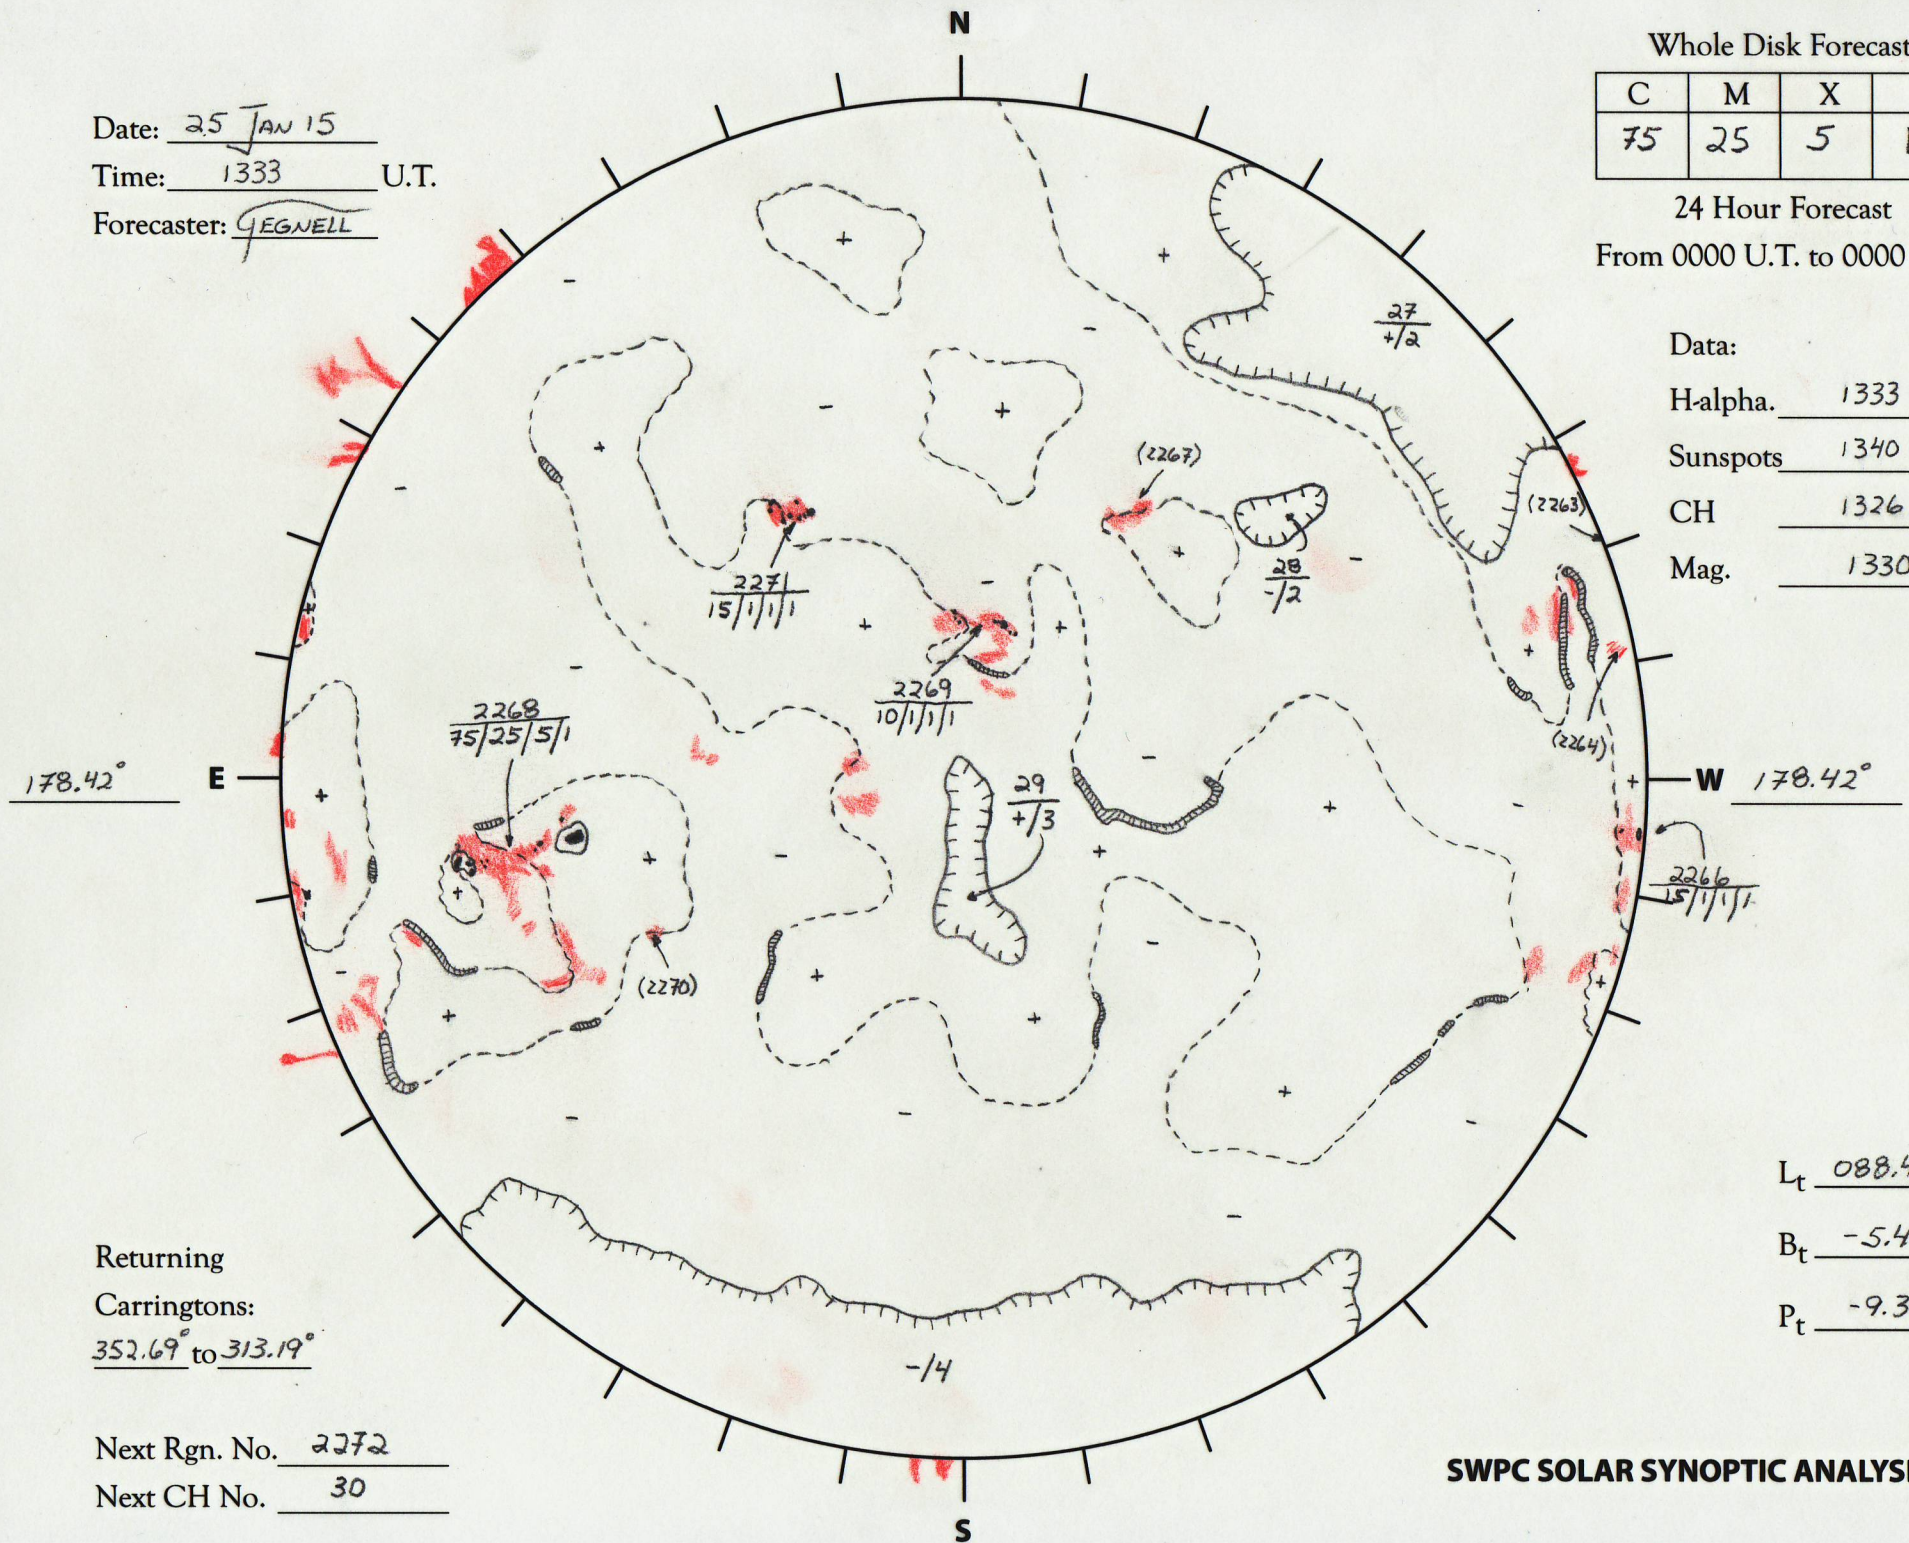 N
Whole Disk Forecast
C M X
75 25 5
24 Hour Forecast
From 0000 U.T. to 0000
Date: 25 JAN 15
Time: 1333 U.T.
Forecaster: GEGNELL
Data:
H-alpha. 1333
Sunspots 1340
CH 1326
Mag. 1330
27
+/2
(2267)
(2263)
28
-/2
2271
15/1/1/1
2269
10/1/1/1
2268
75/25/5/1
(2264)
178.42° E
W 178.42°
29
+/3
2266
15/1/1/1
(2270)
-/4
Lt 088.4
Bt -5.4
Pt -9.3
Returning
Carringtons:
352.69° to 313.19°
Next Rgn. No. 2272
Next CH No. 30
SWPC SOLAR SYNOPTIC ANALYS
S